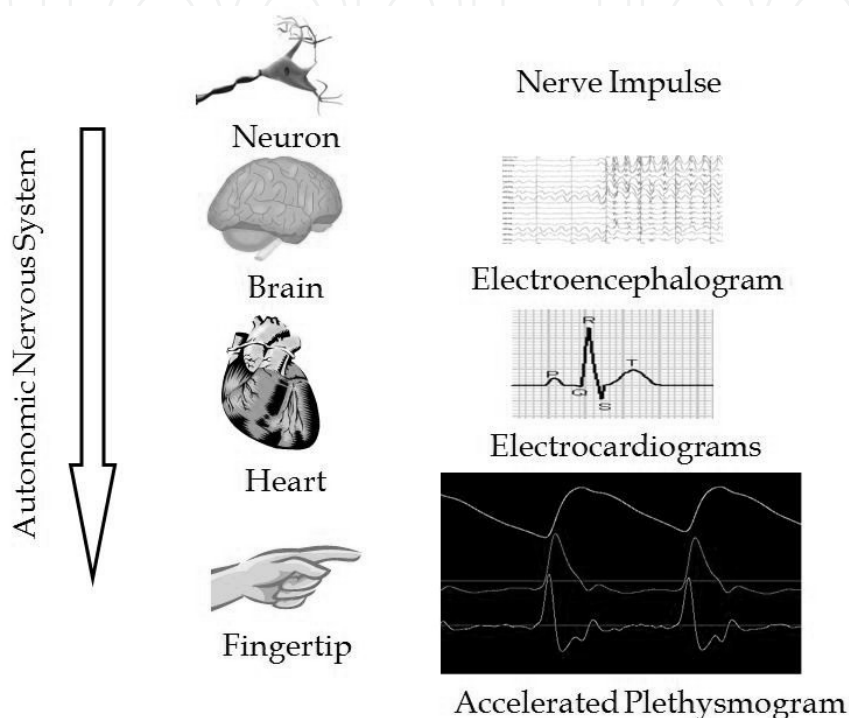 Autonomic Nervous System
Neuron
Nerve Impulse
Brain
Electroencephalogram
P
Q
R
S
T
Heart
Electrocardiograms
Fingertip
Accelerated Plethysmogram